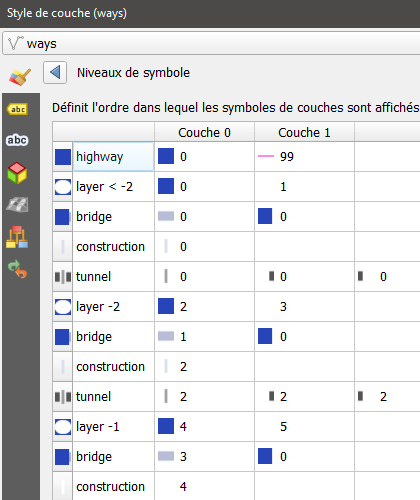 Style de couche (ways)
ways
Niveaux de symbole
Définit l'ordre dans lequel les symboles de couches sont affichés
Couche 0 Couche 1
highway 0 99
layer < -2 0 1
bridge 0 0
construction 0
tunnel 0 0 0
layer -2 2 3
bridge 1 0
construction 2
tunnel 2 2 2
layer -1 4 5
bridge 3 0
construction 4
abc
abc